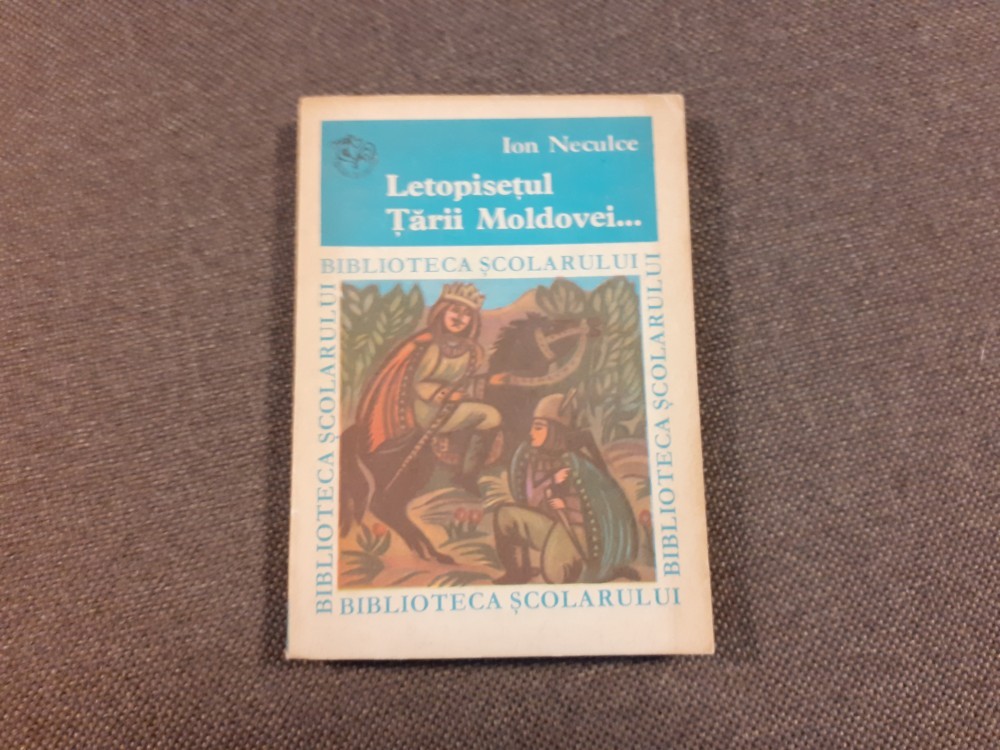 Ion Neculce
Letopisețul
Țării Moldovei...
BIBLIOTECA ȘCOLARULUI
BIBLIOTECA ȘCOLARULUI
BIBLIOTECA ȘCOLARULUI
BIBLIOTECA ȘCOLARULUI